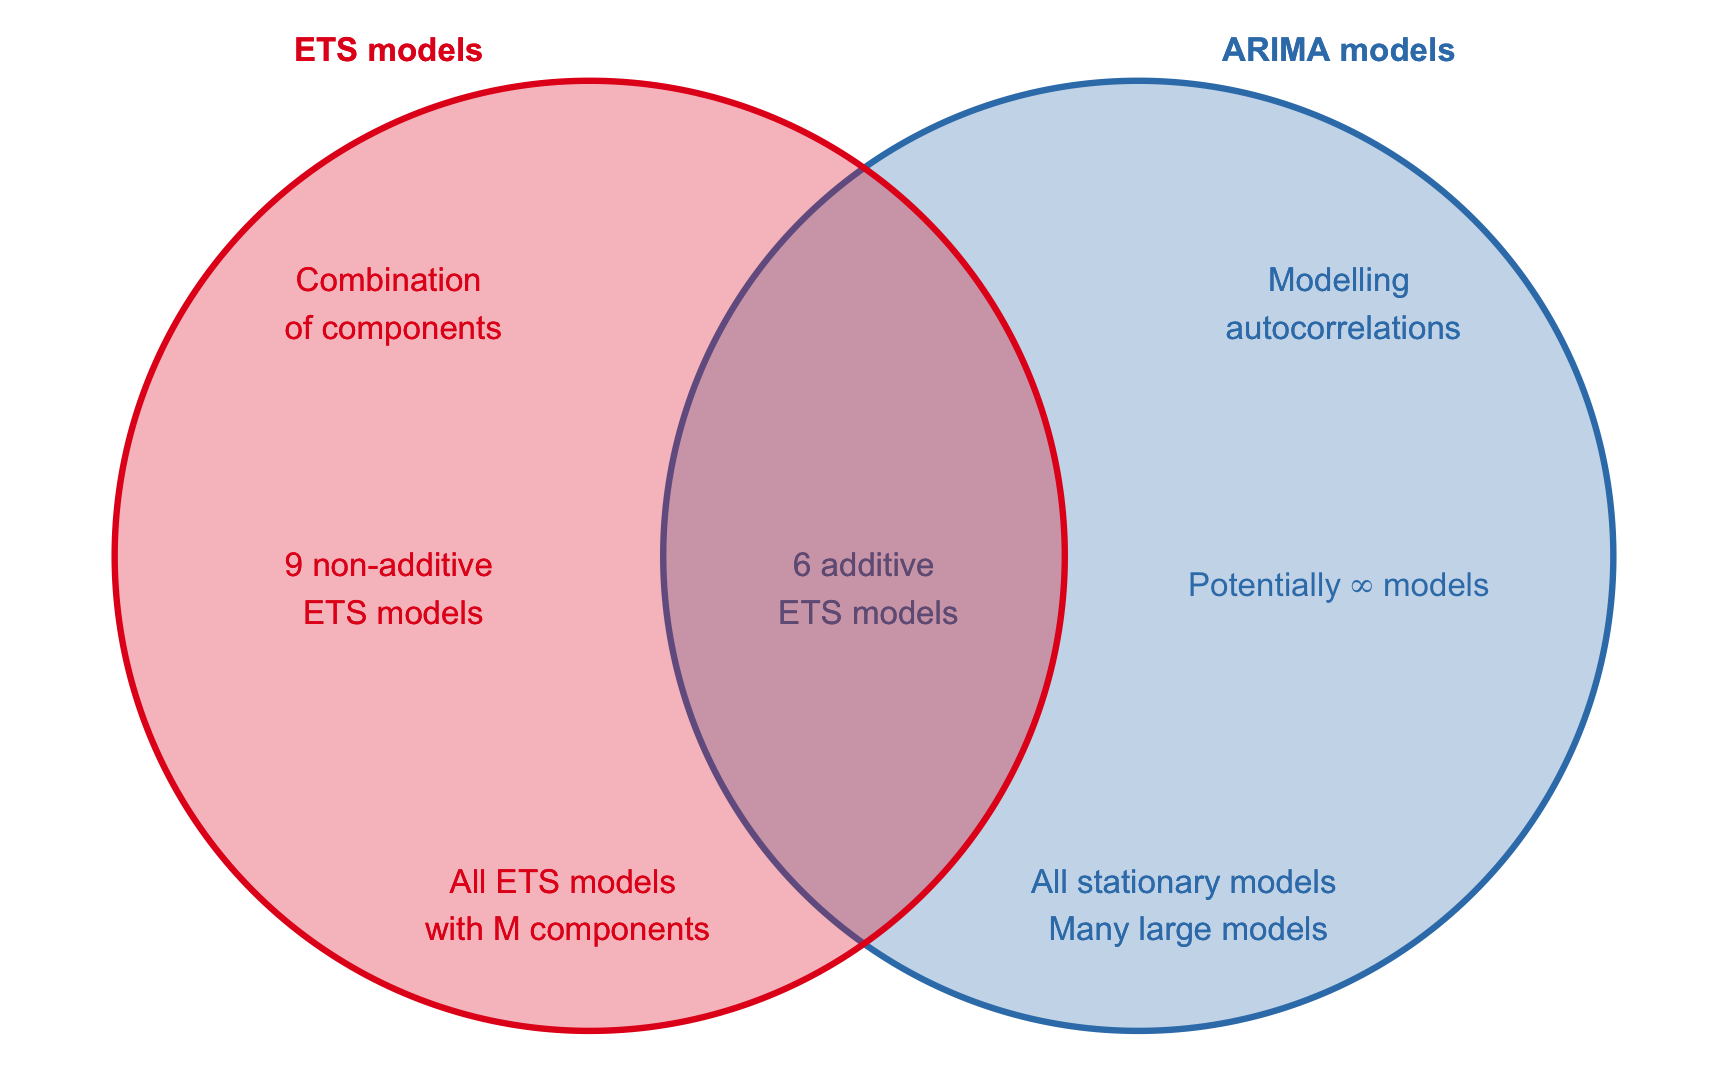 ETS models
ARIMA models
Combination
of components
Modelling
autocorrelations
9 non-additive
ETS models
6 additive
ETS models
Potentially ∞ models
All ETS models
with M components
All stationary models
Many large models